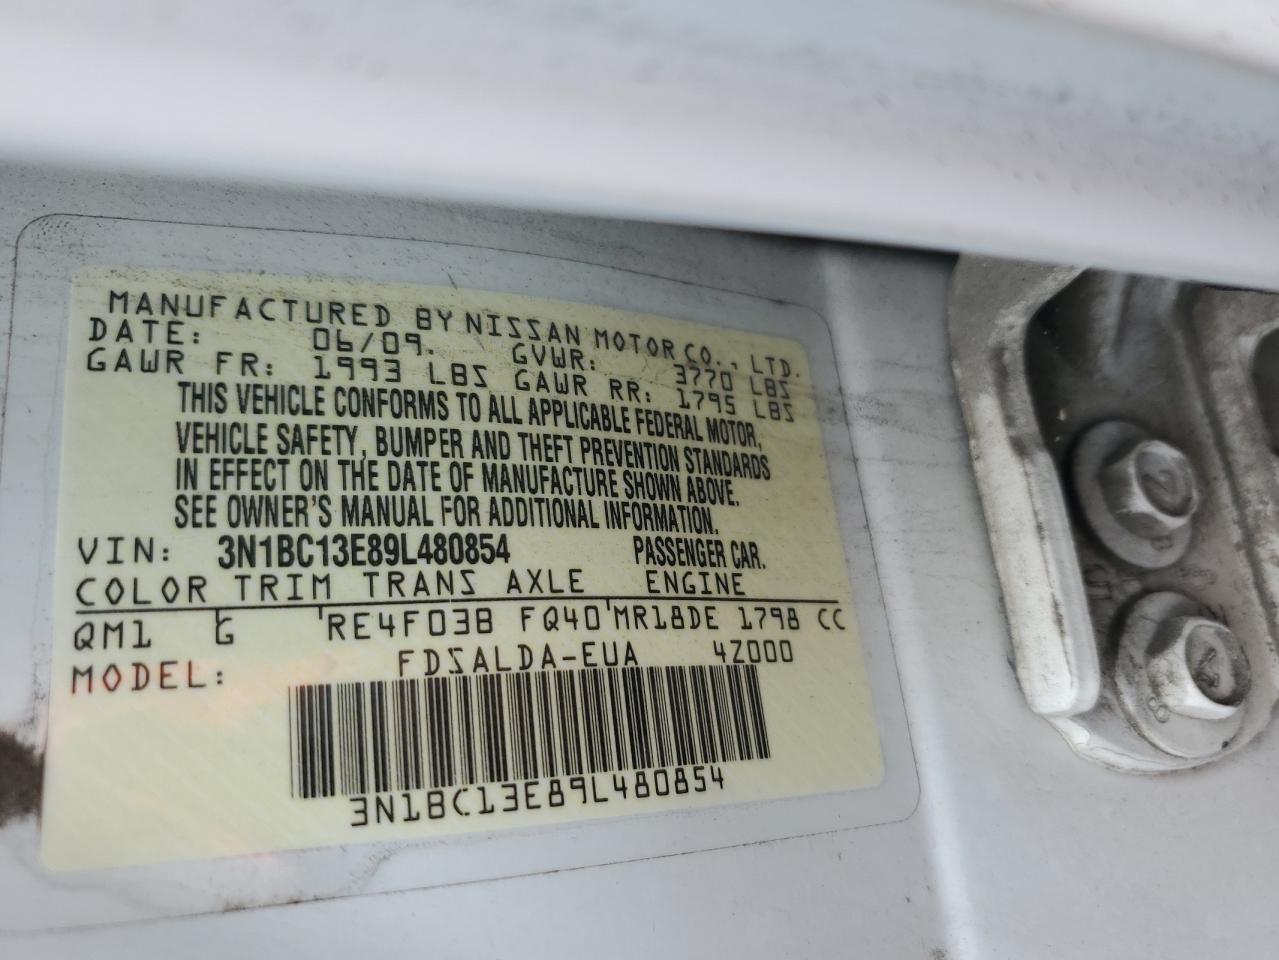 MANUFACTURED BY NISSAN MOTOR CO., LTD.
DATE: 06/09. GVWR: 3770 LBS
GAWR FR: 1993 LBS GAWR RR: 1795 LBS
THIS VEHICLE CONFORMS TO ALL APPLICABLE FEDERAL MOTOR,
VEHICLE SAFETY, BUMPER AND THEFT PREVENTION STANDARDS
IN EFFECT ON THE DATE OF MANUFACTURE SHOWN ABOVE.
SEE OWNER'S MANUAL FOR ADDITIONAL INFORMATION.
VIN: 3N1BC13E89L480854 PASSENGER CAR.
COLOR TRIM TRANS AXLE ENGINE
QM1 G RE4F03B FQ40 MR18DE 1798 CC
MODEL: FDSALDA-EUA 4Z000
3N1BC13E89L480854